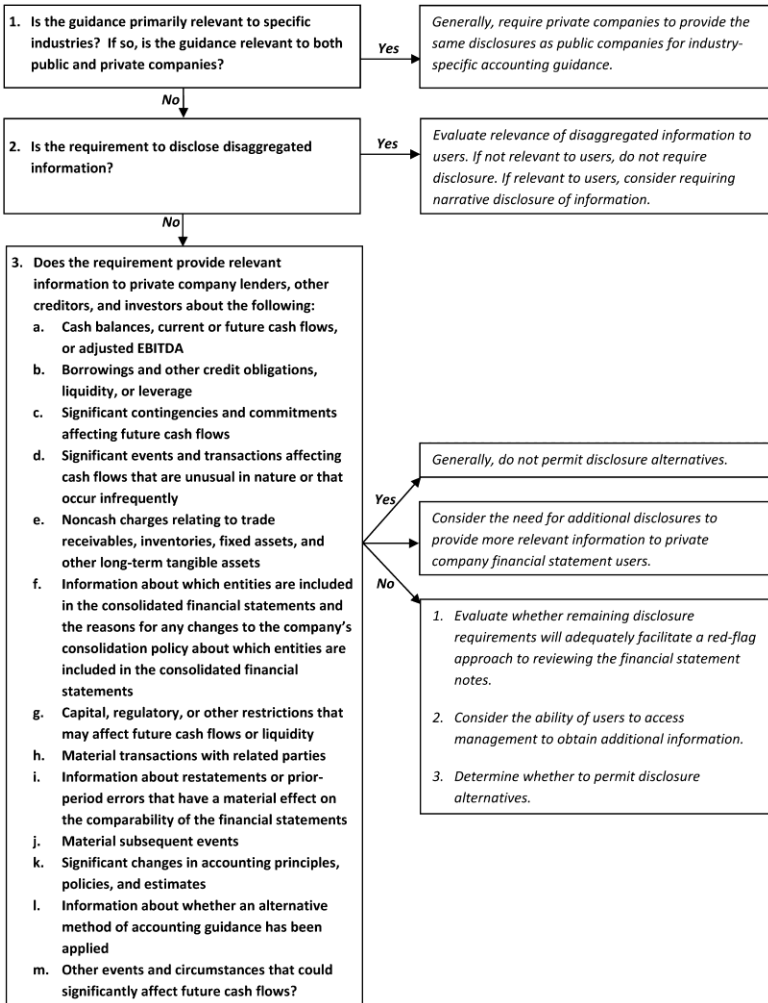 1. Is the guidance primarily relevant to specific
industries? If so, is the guidance relevant to both
public and private companies?
Yes
Generally, require private companies to provide the
same disclosures as public companies for industry-
specific accounting guidance.
No
2. Is the requirement to disclose disaggregated
information?
Yes
Evaluate relevance of disaggregated information to
users. If not relevant to users, do not require
disclosure. If relevant to users, consider requiring
narrative disclosure of information.
No
3. Does the requirement provide relevant
information to private company lenders, other
creditors, and investors about the following:
a. Cash balances, current or future cash flows,
or adjusted EBITDA
b. Borrowings and other credit obligations,
liquidity, or leverage
c. Significant contingencies and commitments
affecting future cash flows
d. Significant events and transactions affecting
cash flows that are unusual in nature or that
occur infrequently
e. Noncash charges relating to trade
receivables, inventories, fixed assets, and
other long-term tangible assets
f. Information about which entities are included
in the consolidated financial statements and
the reasons for any changes to the company's
consolidation policy about which entities are
included in the consolidated financial
statements
g. Capital, regulatory, or other restrictions that
may affect future cash flows or liquidity
h. Material transactions with related parties
i. Information about restatements or prior-
period errors that have a material effect on
the comparability of the financial statements
j. Material subsequent events
k. Significant changes in accounting principles,
policies, and estimates
l. Information about whether an alternative
method of accounting guidance has been
applied
m. Other events and circumstances that could
significantly affect future cash flows?
Yes
Generally, do not permit disclosure alternatives.
Consider the need for additional disclosures to
provide more relevant information to private
company financial statement users.
No
1. Evaluate whether remaining disclosure
requirements will adequately facilitate a red-flag
approach to reviewing the financial statement
notes.
2. Consider the ability of users to access
management to obtain additional information.
3. Determine whether to permit disclosure
alternatives.